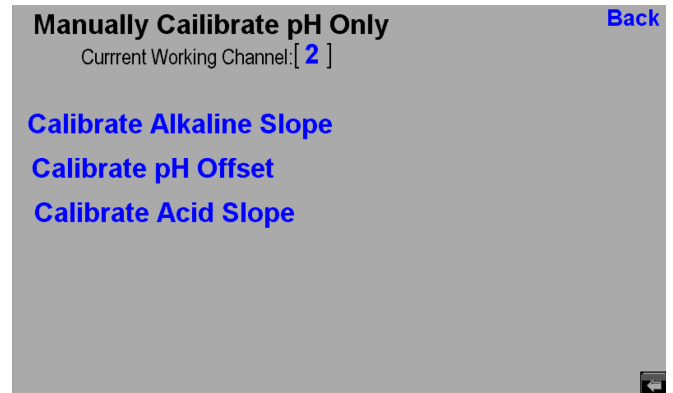 Manually Cailibrate pH Only
Back
Currrent Working Channel:[ 2 ]
Calibrate Alkaline Slope
Calibrate pH Offset
Calibrate Acid Slope